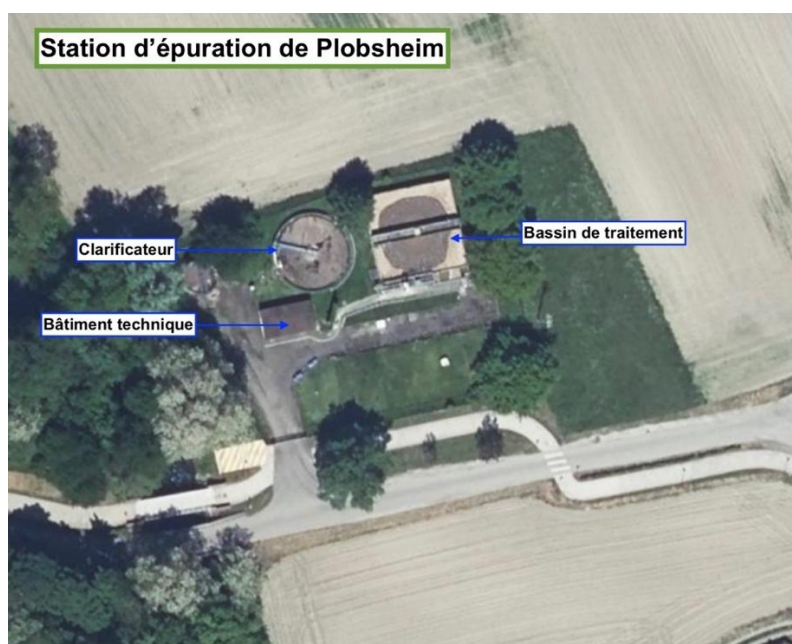 Station d'épuration de Plobsheim
Bassin de traitement
Clarificateur
Bâtiment technique